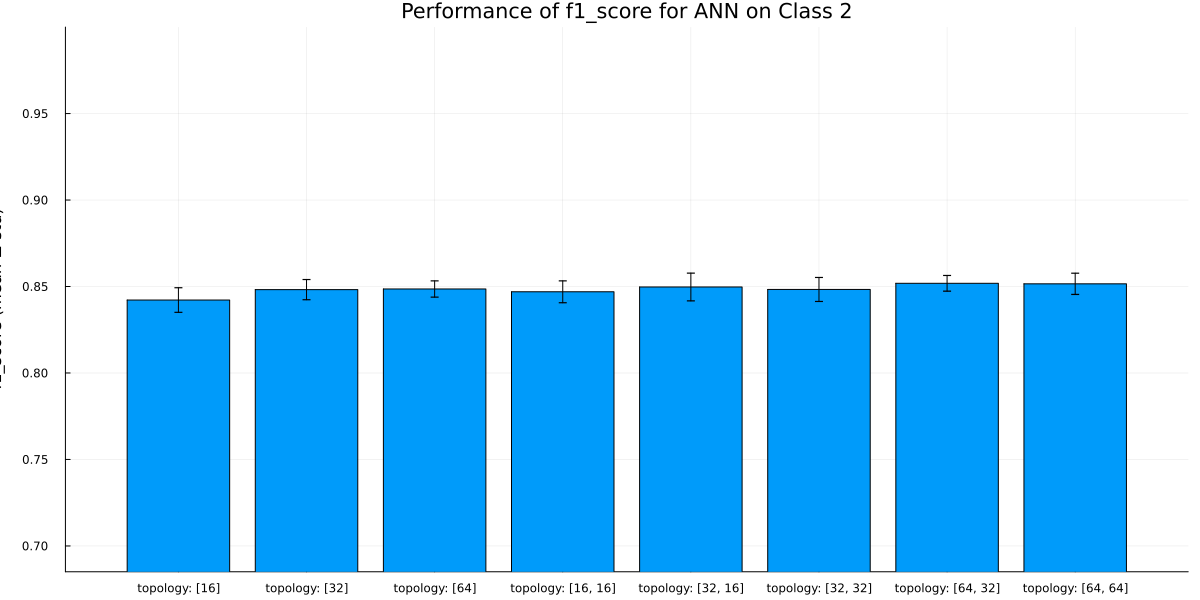 Performance of f1_score for ANN on Class 2
0.95
0.90
0.85
0.80
0.75
0.70
topology: [16]
topology: [32]
topology: [64]
topology: [16, 16]
topology: [32, 16]
topology: [32, 32]
topology: [64, 32]
topology: [64, 64]